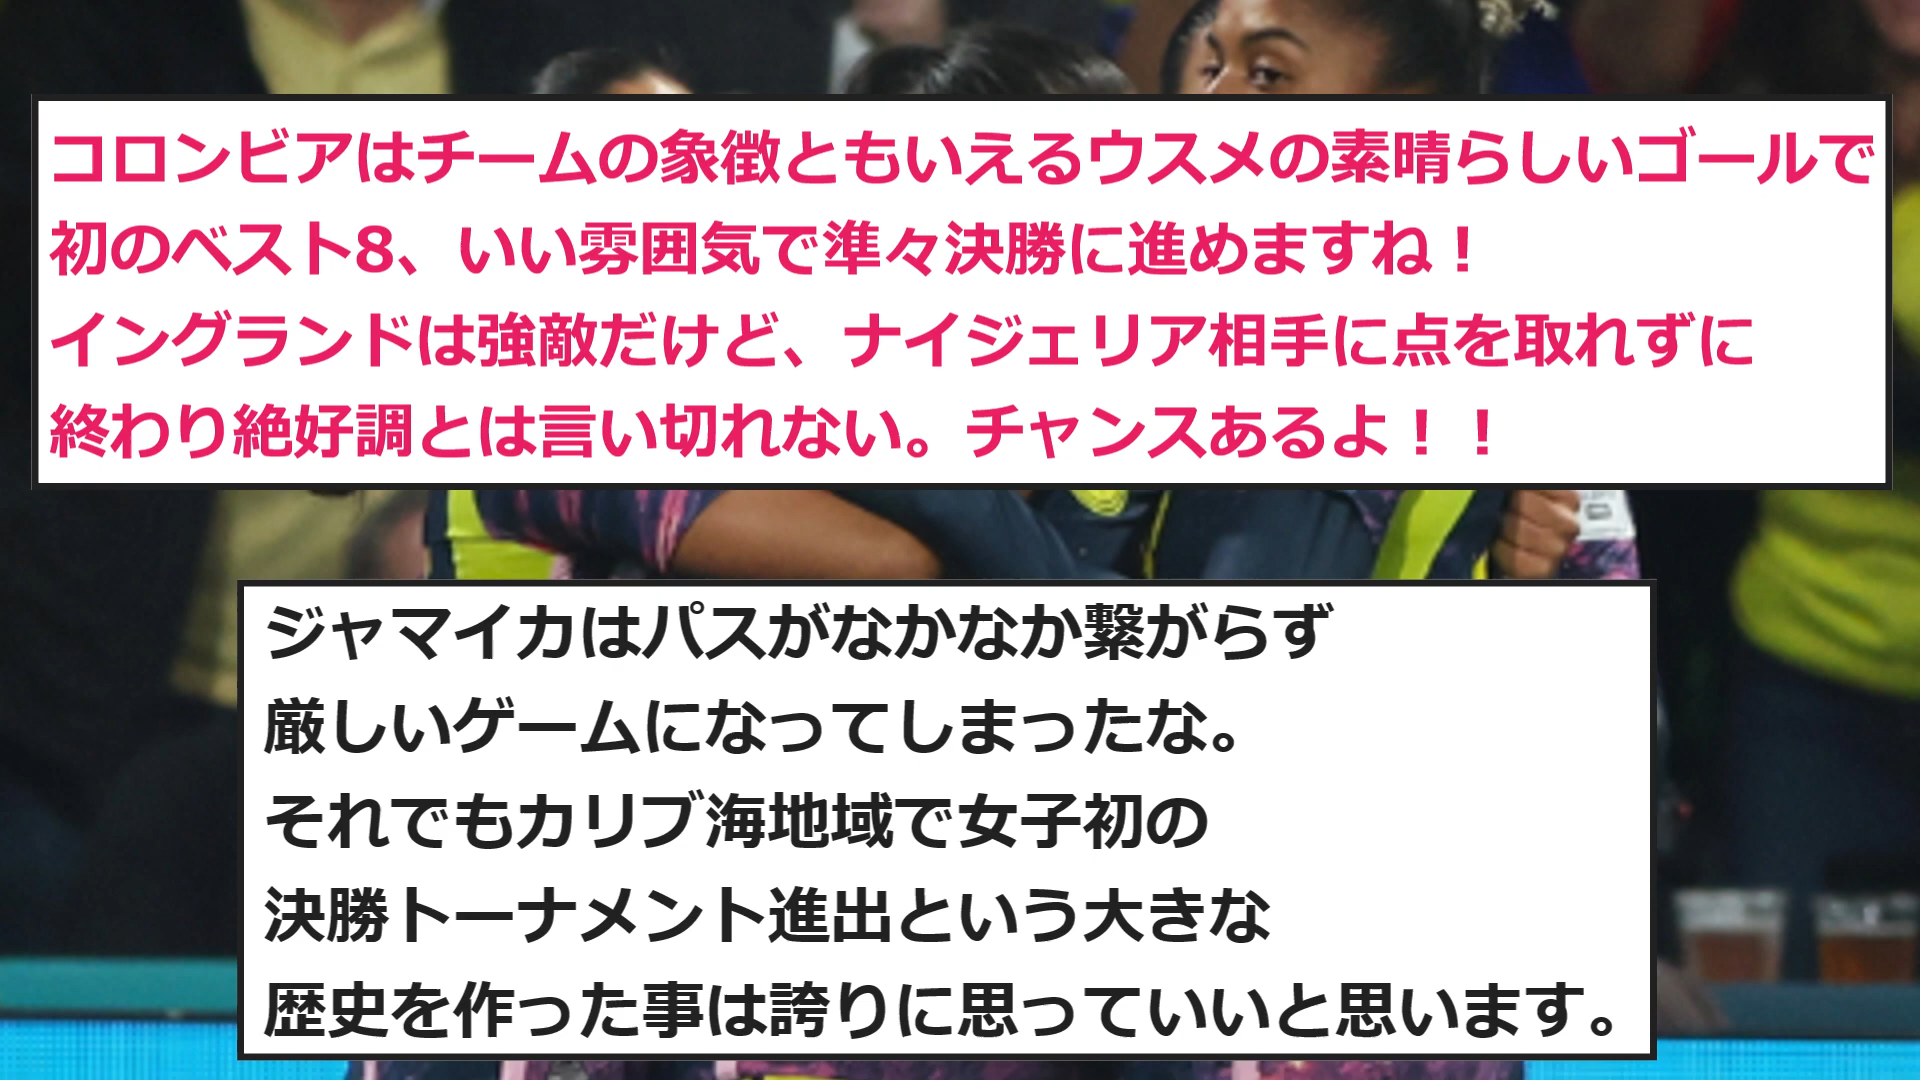 コロンビアはチームの象徴ともいえるウスメの素晴らしいゴールで
初のベスト8、いい雰囲気で準々決勝に進めますね！
イングランドは強敵だけど、ナイジェリア相手に点を取れずに
終わり絶好調とは言い切れない。チャンスあるよ！！
ジャマイカはパスがなかなか繋がらず
厳しいゲームになってしまったな。
それでもカリブ海地域で女子初の
決勝トーナメント進出という大きな
歴史を作った事は誇りに思っていいと思います。